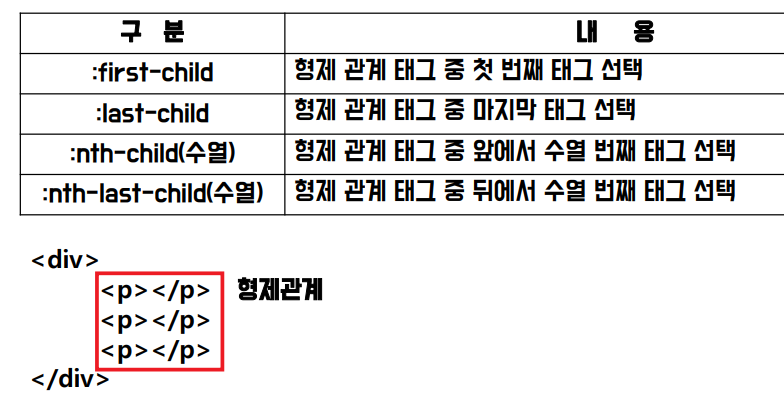 구 분 내 용
:first-child 형제 관계 태그 중 첫 번째 태그 선택
:last-child 형제 관계 태그 중 마지막 태그 선택
:nth-child(수열) 형제 관계 태그 중 앞에서 수열 번째 태그 선택
:nth-last-child(수열) 형제 관계 태그 중 뒤에서 수열 번째 태그 선택
<div>
<p></p> 형제관계
<p></p>
<p></p>
</div>